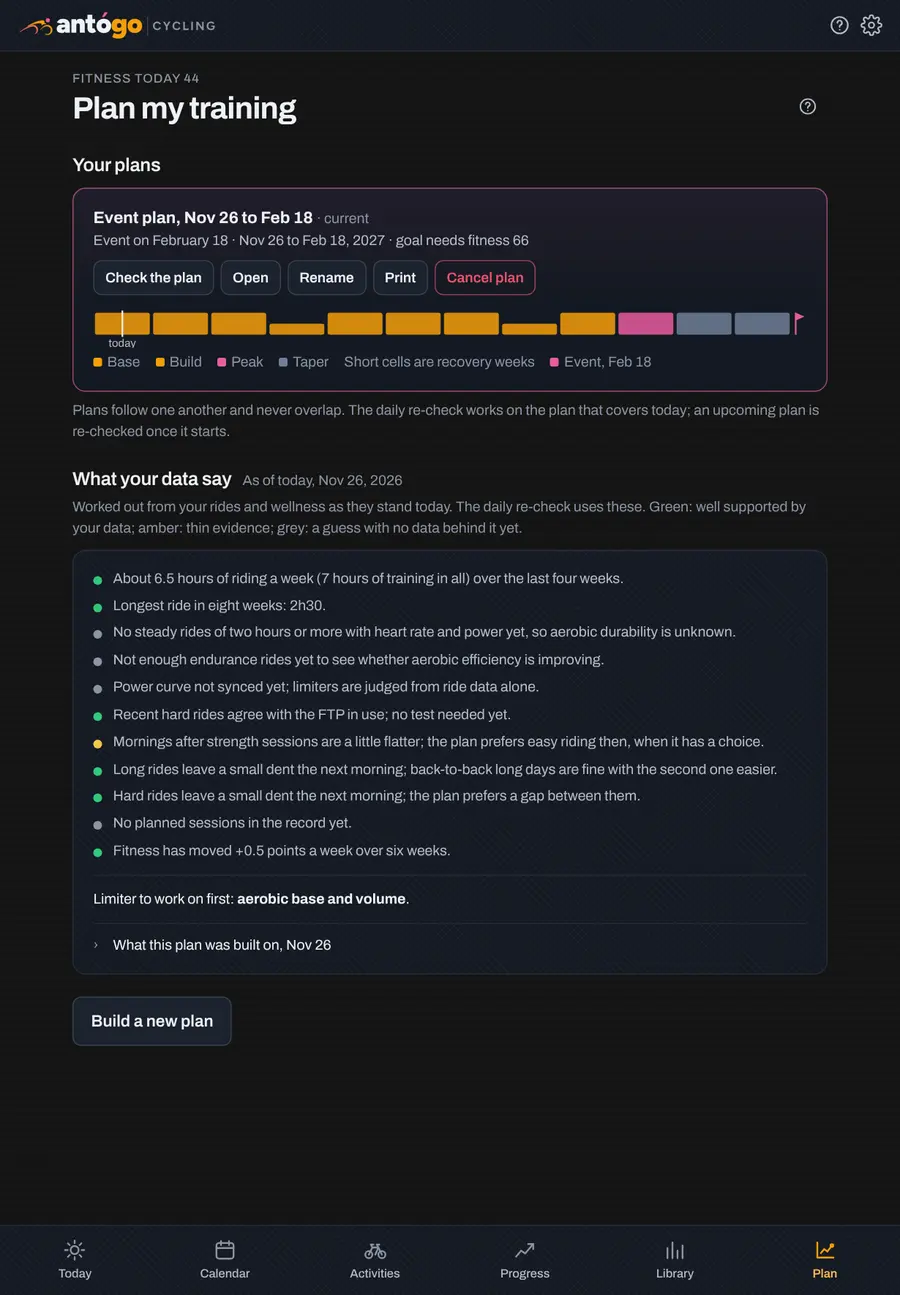 antógo CYCLING
FITNESS TODAY 44
Plan my training
Your plans
Event plan, Nov 26 to Feb 18 · current
Event on February 18 · Nov 26 to Feb 18, 2027 · goal needs fitness 66
Check the plan Open Rename Print Cancel plan
today
Base Build Peak Taper Short cells are recovery weeks Event, Feb 18
Plans follow one another and never overlap. The daily re-check works on the plan that covers today; an upcoming plan is
re-checked once it starts.
What your data say As of today, Nov 26, 2026
Worked out from your rides and wellness as they stand today. The daily re-check uses these. Green: well supported by
your data; amber: thin evidence; grey: a guess with no data behind it yet.
About 6.5 hours of riding a week (7 hours of training in all) over the last four weeks.
Longest ride in eight weeks: 2h30.
No steady rides of two hours or more with heart rate and power yet, so aerobic durability is unknown.
Not enough endurance rides yet to see whether aerobic efficiency is improving.
Power curve not synced yet; limiters are judged from ride data alone.
Recent hard rides agree with the FTP in use; no test needed yet.
Mornings after strength sessions are a little flatter; the plan prefers easy riding then, when it has a choice.
Long rides leave a small dent the next morning; back-to-back long days are fine with the second one easier.
Hard rides leave a small dent the next morning; the plan prefers a gap between them.
No planned sessions in the record yet.
Fitness has moved +0.5 points a week over six weeks.
Limiter to work on first: aerobic base and volume.
› What this plan was built on, Nov 26
Build a new plan
Today Calendar Activities Progress Library Plan